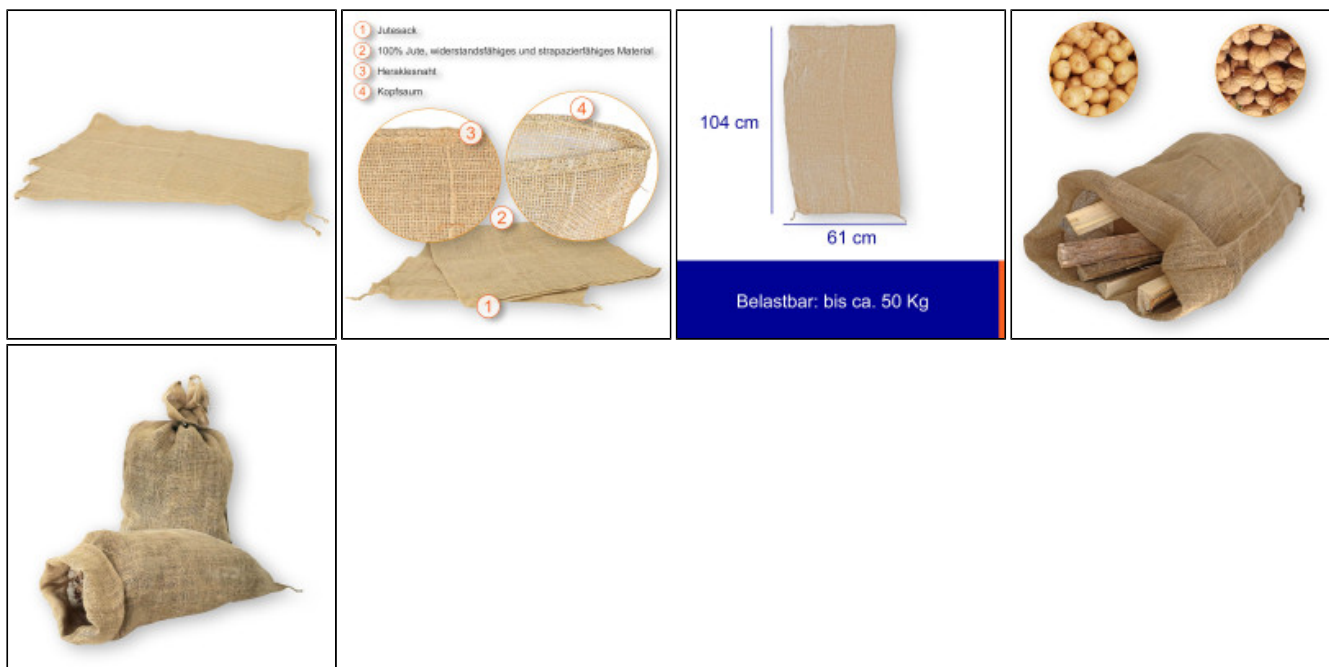 1 Jutesack
2 100% Jute, widerstandsfähiges und strapazierfähiges Material
3 Heraklesnaht
4 Kopfsaum
3
4
2
1
104 cm
61 cm
Belastbar: bis ca. 50 Kg